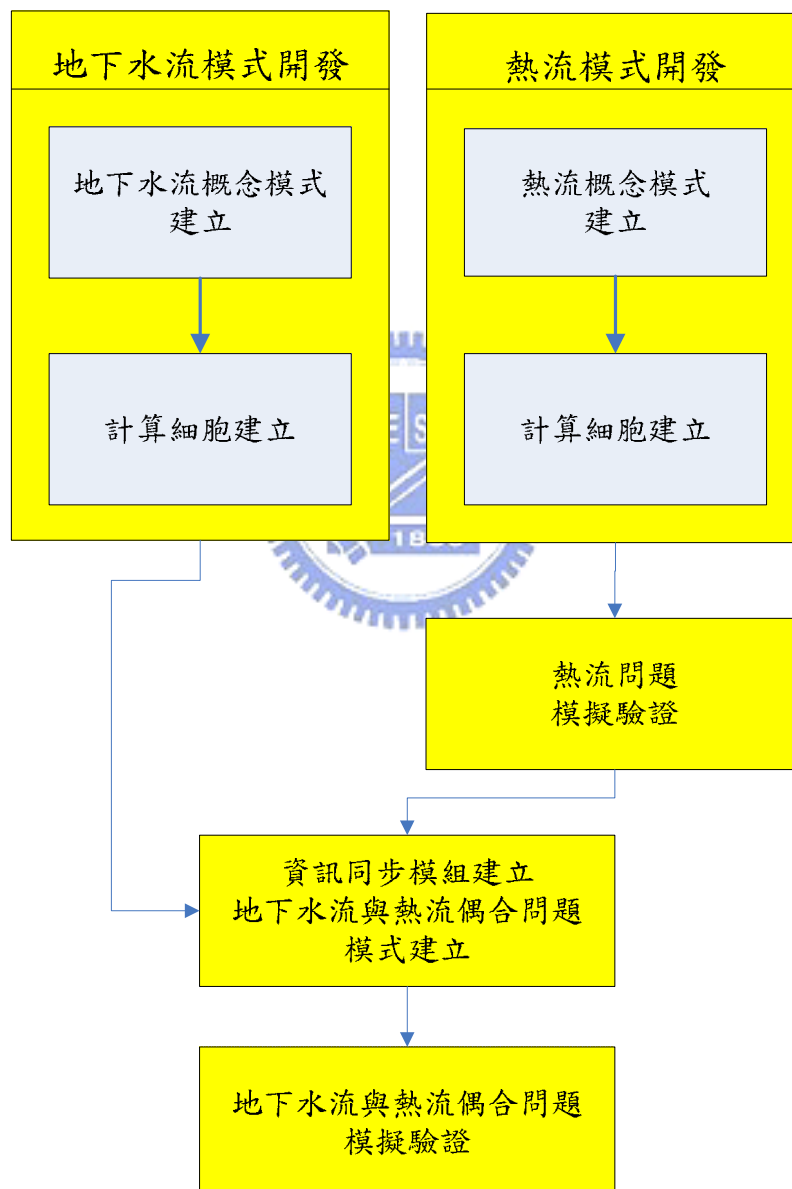 地下水流模式開發
地下水流概念模式
建立
計算細胞建立
熱流模式開發
熱流概念模式
建立
計算細胞建立
熱流問題
模擬驗證
資訊同步模組建立
地下水流與熱流偶合問題
模式建立
地下水流與熱流偶合問題
模擬驗證